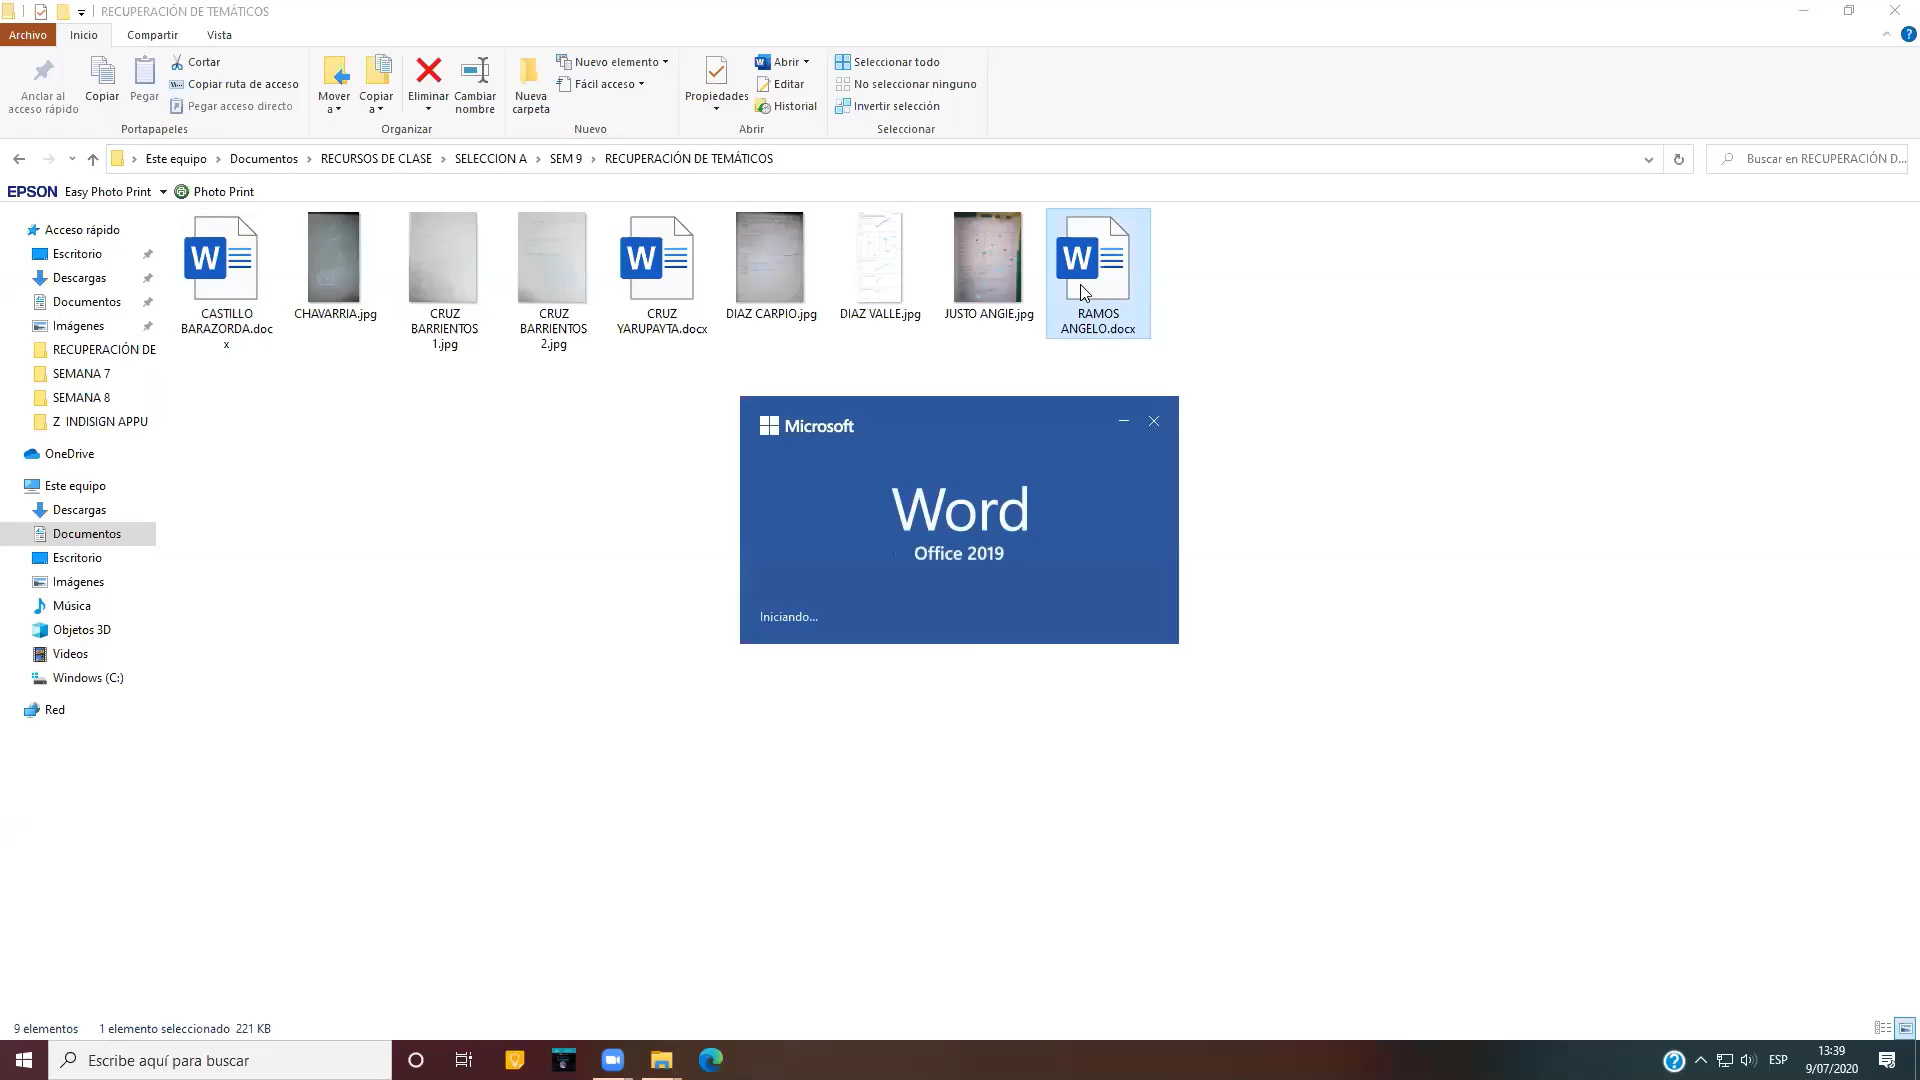 RECUPERACIÓN DE TEMÁTICOS
Archivo
Inicio
Compartir
Vista
?
Anclar al
acceso rápido
Copiar
Pegar
Cortar
Copiar ruta de acceso
Pegar acceso directo
Portapapeles
Mover
a
Copiar
a
Eliminar
Cambiar
nombre
Organizar
Nueva
carpeta
Nuevo elemento
Fácil acceso
Nuevo
Propiedades
Abrir
Editar
Historial
Abrir
Seleccionar todo
No seleccionar ninguno
Invertir selección
Seleccionar
Este equipo > Documentos > RECURSOS DE CLASE > SELECCION A > SEM 9 > RECUPERACIÓN DE TEMÁTICOS
Buscar en RECUPERACIÓN D...
EPSON Easy Photo Print Photo Print
Acceso rápido
Escritorio
Descargas
Documentos
Imágenes
RECUPERACIÓN DE
SEMANA 7
SEMANA 8
Z INDISIGN APPU
OneDrive
Este equipo
Descargas
Documentos
Escritorio
Imágenes
Música
Objetos 3D
Videos
Windows (C:)
Red
CASTILLO
BARAZORDA.doc
x
CHAVARRIA.jpg
CRUZ
BARRIENTOS
1.jpg
CRUZ
BARRIENTOS
2.jpg
CRUZ
YARUPAYTA.docx
DIAZ CARPIO.jpg
DIAZ VALLE.jpg
JUSTO ANGIE.jpg
RAMOS
ANGELO.docx
Microsoft
Word
Office 2019
Iniciando...
9 elementos 1 elemento seleccionado 221 KB
Escribe aquí para buscar
ESP
13:39
9/07/2020